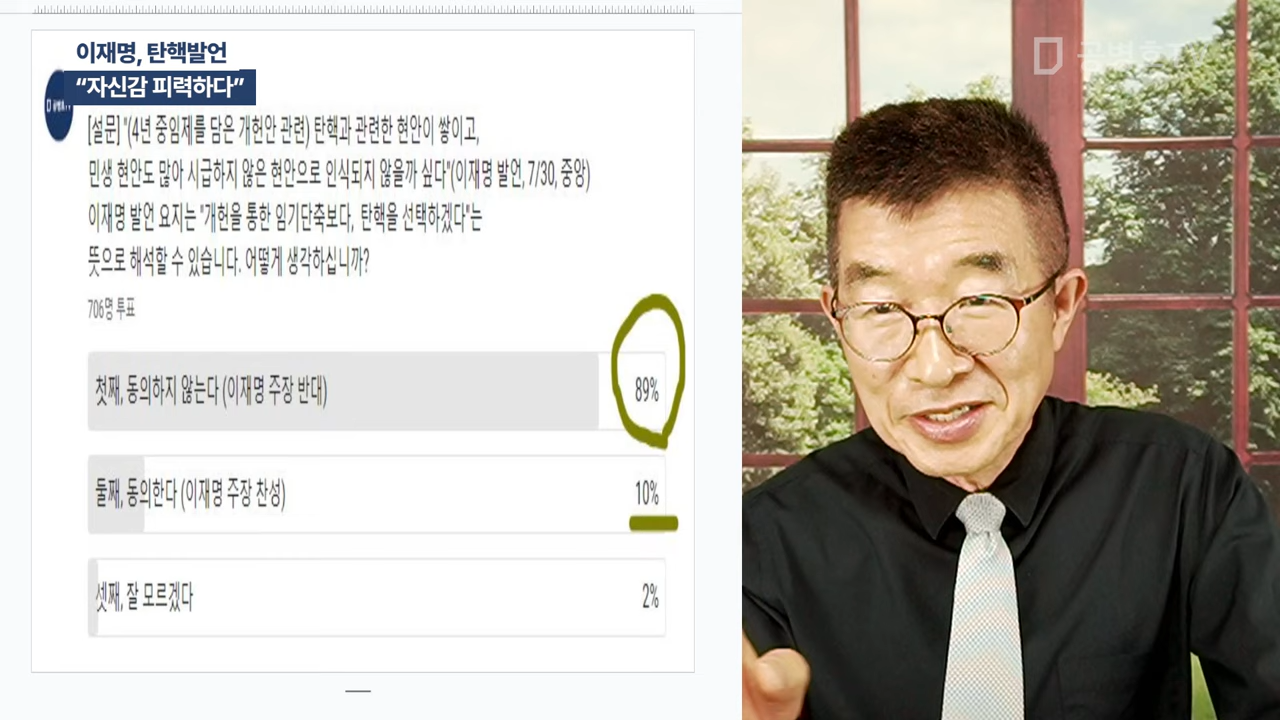 이재명, 탄핵발언
“자신감 피력하다”
[설문] "(4년 중임제를 담은 개헌안 관련) 탄핵과 관련한 현안이 쌓이고,
민생 현안도 많아 시급하지 않은 현안으로 인식되지 않을까 싶다"(이재명 발언, 7/30, 중앙)
이재명 발언 요지는 "개헌을 통한 임기단축보다, 탄핵을 선택하겠다"는
뜻으로 해석할 수 있습니다. 어떻게 생각하십니까?
706명 투표
첫째, 동의하지 않는다 (이재명 주장 반대)
89%
둘째, 동의한다 (이재명 주장 찬성)
10%
셋째, 잘 모르겠다
2%
공병호TV